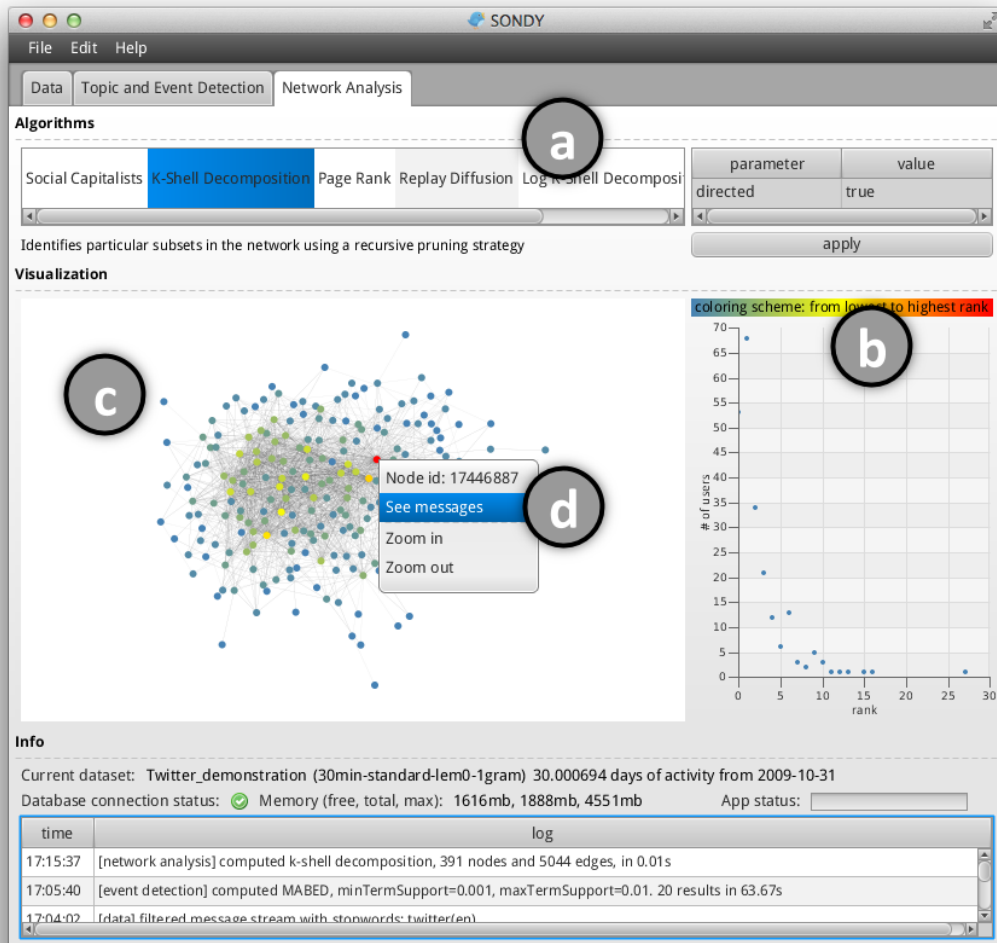 SONDY
File Edit Help
Data Topic and Event Detection Network Analysis
Algorithms
a
Social Capitalists K-Shell Decomposition Page Rank Replay Diffusion Log K-Shell Decomposi
parameter value
directed true
Identifies particular subsets in the network using a recursive pruning strategy
apply
Visualization
c
Node id: 17446887
See messages
Zoom in
Zoom out
d
coloring scheme: from lowest to highest rank
b
70
65
60
55
50
45
40
35
30
25
20
15
10
5
0
# of users
0 5 10 15 20 25 30
rank
Info
Current dataset: Twitter_demonstration (30min-standard-lem0-1gram) 30.000694 days of activity from 2009-10-31
Database connection status: Memory (free, total, max): 1616mb, 1888mb, 4551mb App status:
time log
17:15:37 [network analysis] computed k-shell decomposition, 391 nodes and 5044 edges, in 0.01s
17:05:40 [event detection] computed MABED, minTermSupport=0.001, maxTermSupport=0.01. 20 results in 63.67s
17:04:02 [data] filtered message stream with stopwords: twitter(en)